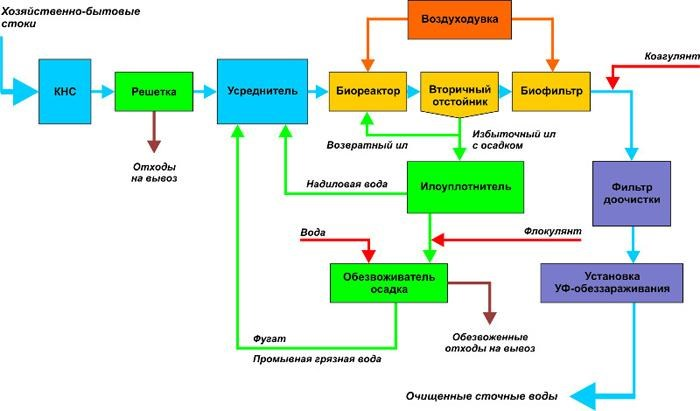 Хозяйственно-бытовые
стоки
Воздуходувка
Коагулянт
КНС
Решетка
Усреднитель
Биореактор
Вторичный
отстойник
Биофильтр
Возвратный ил
Избыточный ил
с осадком
Отходы
на вывоз
Надиловая вода
Илоуплотнитель
Фильтр
доочистки
Вода
Флокулянт
Обезвоживатель
осадка
Установка
УФ-обеззараживания
Фугат
Промывная грязная вода
Обезвоженные
отходы на вывоз
Очищенные сточные воды